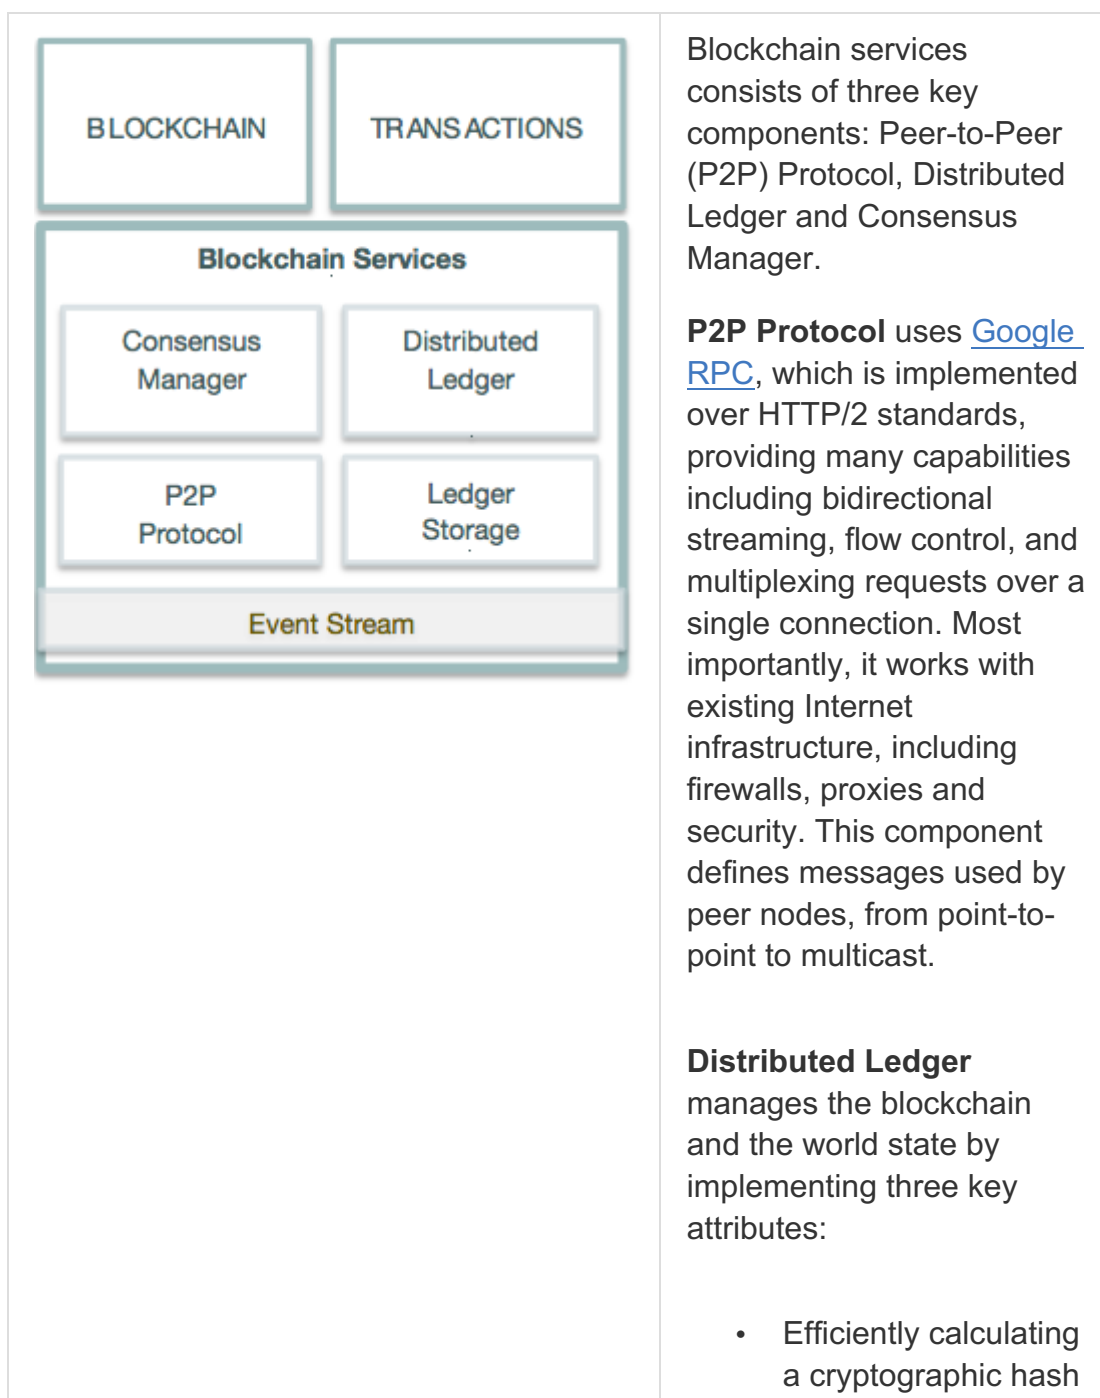 BLOCKCHAIN
TRANSACTIONS
Blockchain Services
Consensus
Manager
Distributed
Ledger
P2P
Protocol
Ledger
Storage
Event Stream
Blockchain services
consists of three key
components: Peer-to-Peer
(P2P) Protocol, Distributed
Ledger and Consensus
Manager.
P2P Protocol uses Google
RPC, which is implemented
over HTTP/2 standards,
providing many capabilities
including bidirectional
streaming, flow control, and
multiplexing requests over a
single connection. Most
importantly, it works with
existing Internet
infrastructure, including
firewalls, proxies and
security. This component
defines messages used by
peer nodes, from point-to-
point to multicast.
Distributed Ledger
manages the blockchain
and the world state by
implementing three key
attributes:
• Efficiently calculating
a cryptographic hash